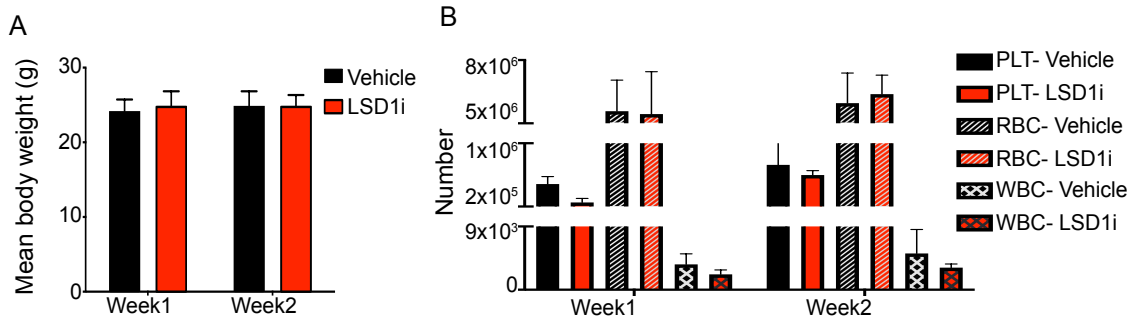 A
Mean body weight (g)
30
20
10
0
Week1
Week2
Vehicle
LSD1i
B
Number
8x10⁶
5x10⁶
1x10⁶
2x10⁵
9x10³
0
Week1
Week2
PLT- Vehicle
PLT- LSD1i
RBC- Vehicle
RBC- LSD1i
WBC- Vehicle
WBC- LSD1i